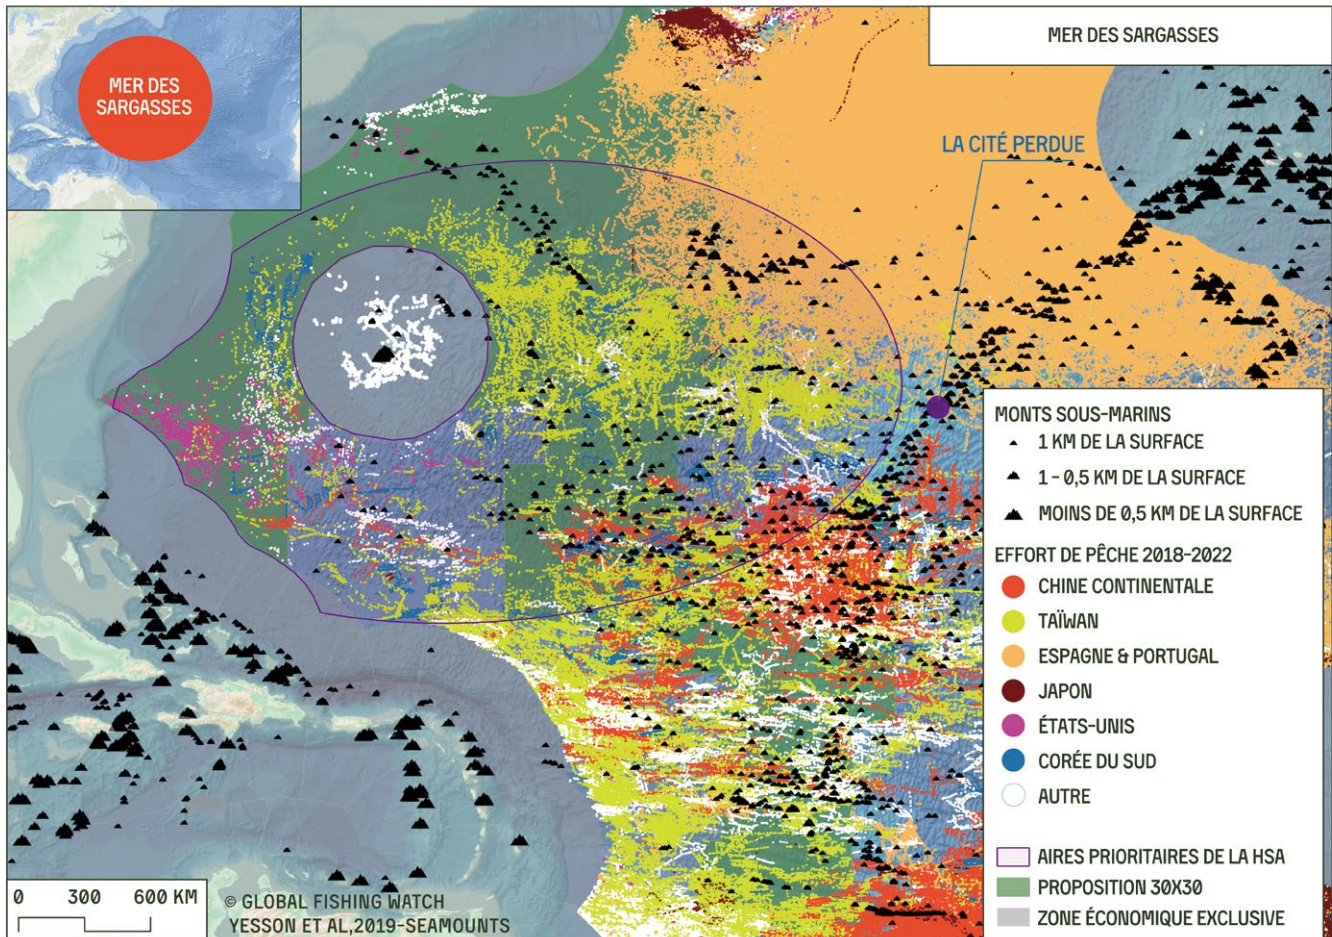 MER DES
SARGASSES
MER DES SARGASSES
LA CITÉ PERDUE
MONTS SOUS-MARINS
1 KM DE LA SURFACE
1 - 0,5 KM DE LA SURFACE
MOINS DE 0,5 KM DE LA SURFACE
EFFORT DE PÊCHE 2018-2022
CHINE CONTINENTALE
TAÏWAN
ESPAGNE & PORTUGAL
JAPON
ÉTATS-UNIS
CORÉE DU SUD
AUTRE
AIRES PRIORITAIRES DE LA HSA
PROPOSITION 30X30
ZONE ÉCONOMIQUE EXCLUSIVE
0 300 600 KM
© GLOBAL FISHING WATCH
YESSON ET AL,2019-SEAMOUNTS